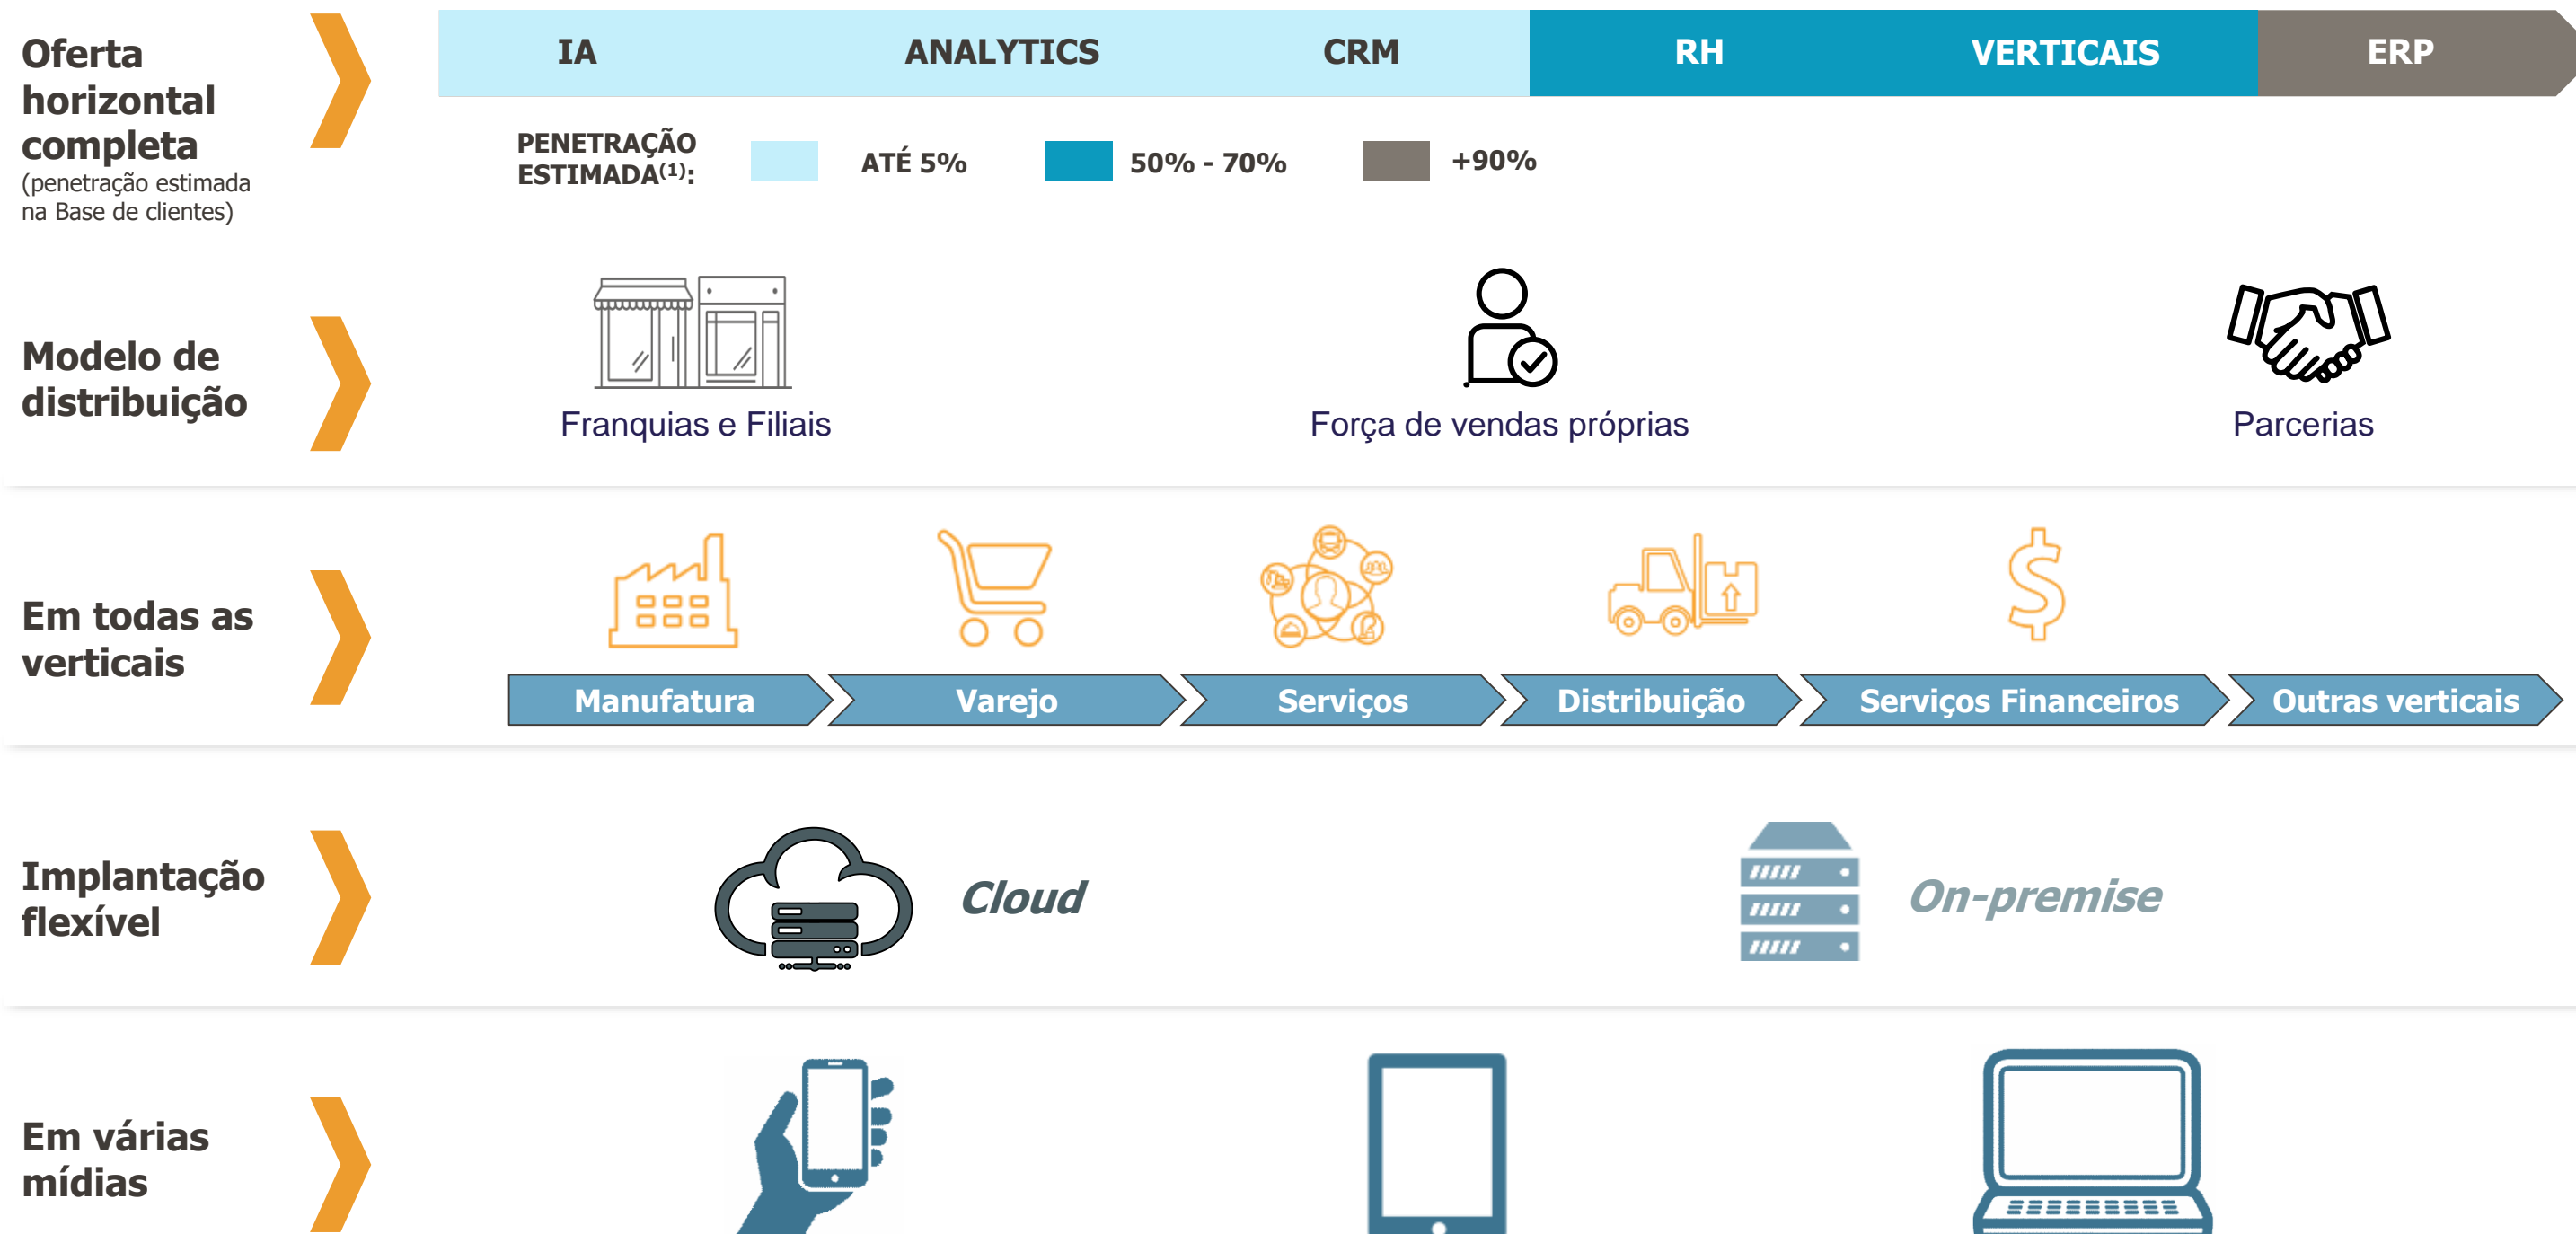 Oferta
horizontal
completa
(penetração estimada
na Base de clientes)
IA ANALYTICS CRM RH VERTICAIS ERP
PENETRAÇÃO
ESTIMADA(1):
ATÉ 5% 50% - 70% +90%
Modelo de
distribuição
Franquias e Filiais Força de vendas próprias Parcerias
Em todas as
verticais
Manufatura Varejo Serviços Distribuição Serviços Financeiros Outras verticais
Implantação
flexível
Cloud On-premise
Em várias
mídias